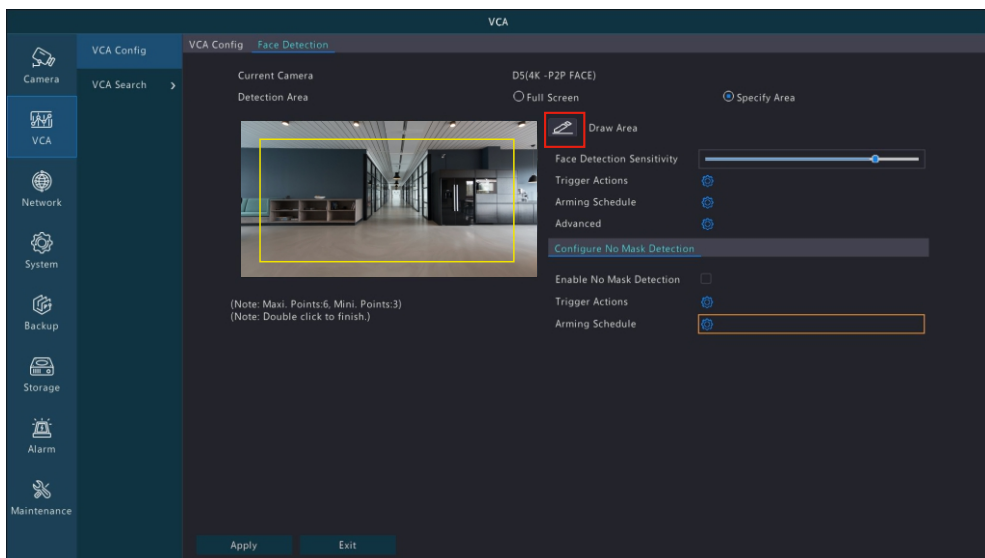 VCA
Camera
VCA
Network
System
Backup
Storage
Alarm
Maintenance
VCA Config
VCA Search
VCA Config Face Detection
Current Camera D5(4K -P2P FACE)
Detection Area Full Screen Specify Area
Draw Area
Face Detection Sensitivity
Trigger Actions
Arming Schedule
Advanced
Configure No Mask Detection
Enable No Mask Detection
Trigger Actions
Arming Schedule
(Note: Maxi. Points:6, Mini. Points:3)
(Note: Double click to finish.)
Apply Exit